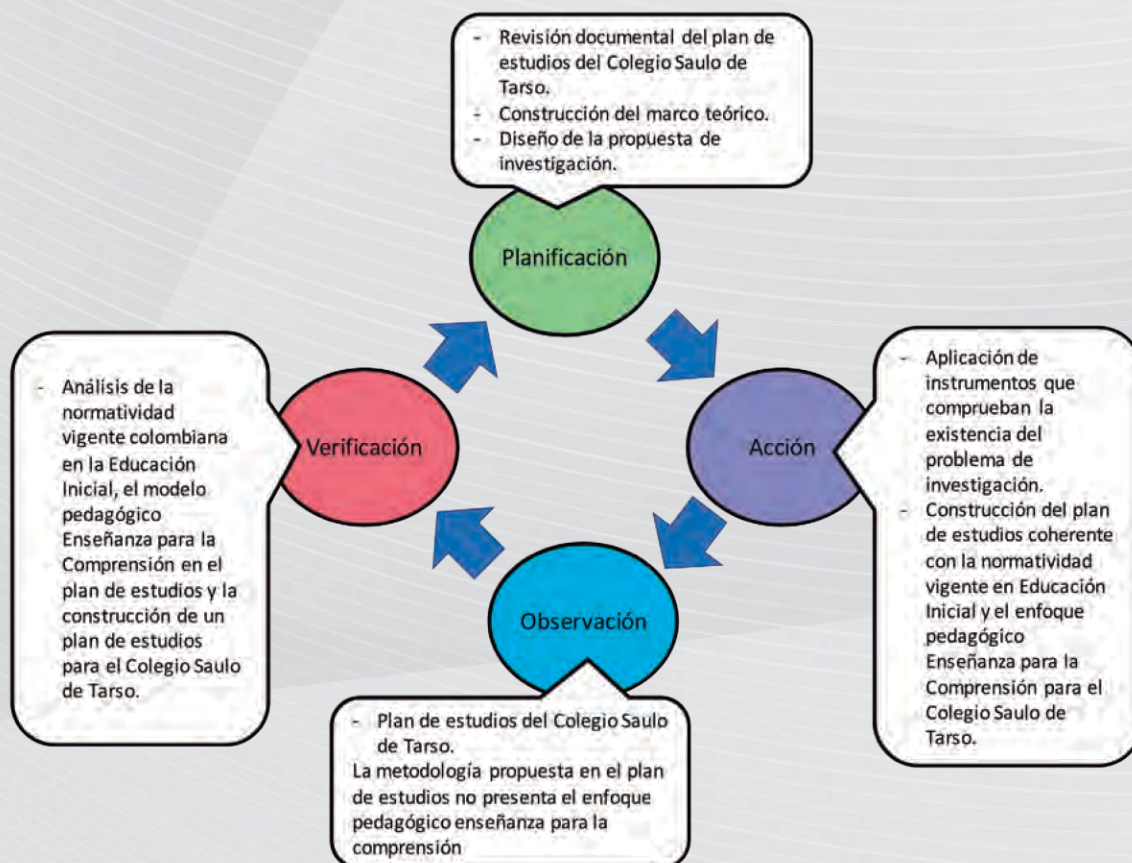 - Revisión documental del plan de
estudios del Colegio Saulo de
Tarso.
- Construcción del marco teórico.
- Diseño de la propuesta de
investigación.
Planificación
- Aplicación de
instrumentos que
comprueban la
existencia del
problema de
investigación.
- Construcción del plan
de estudios coherente
con la normatividad
vigente en Educación
Inicial y el enfoque
pedagógico
Enseñanza para la
Comprensión para el
Colegio Saulo de
Tarso.
Acción
Observación
- Plan de estudios del Colegio Saulo
de Tarso.
La metodología propuesta en el plan
de estudios no presenta el enfoque
pedagógico enseñanza para la
comprensión
Verificación
- Análisis de la
normatividad
vigente colombiana
en la Educación
Inicial, el modelo
pedagógico
Enseñanza para la
Comprensión en el
plan de estudios y la
construcción de un
plan de estudios
para el Colegio Saulo
de Tarso.